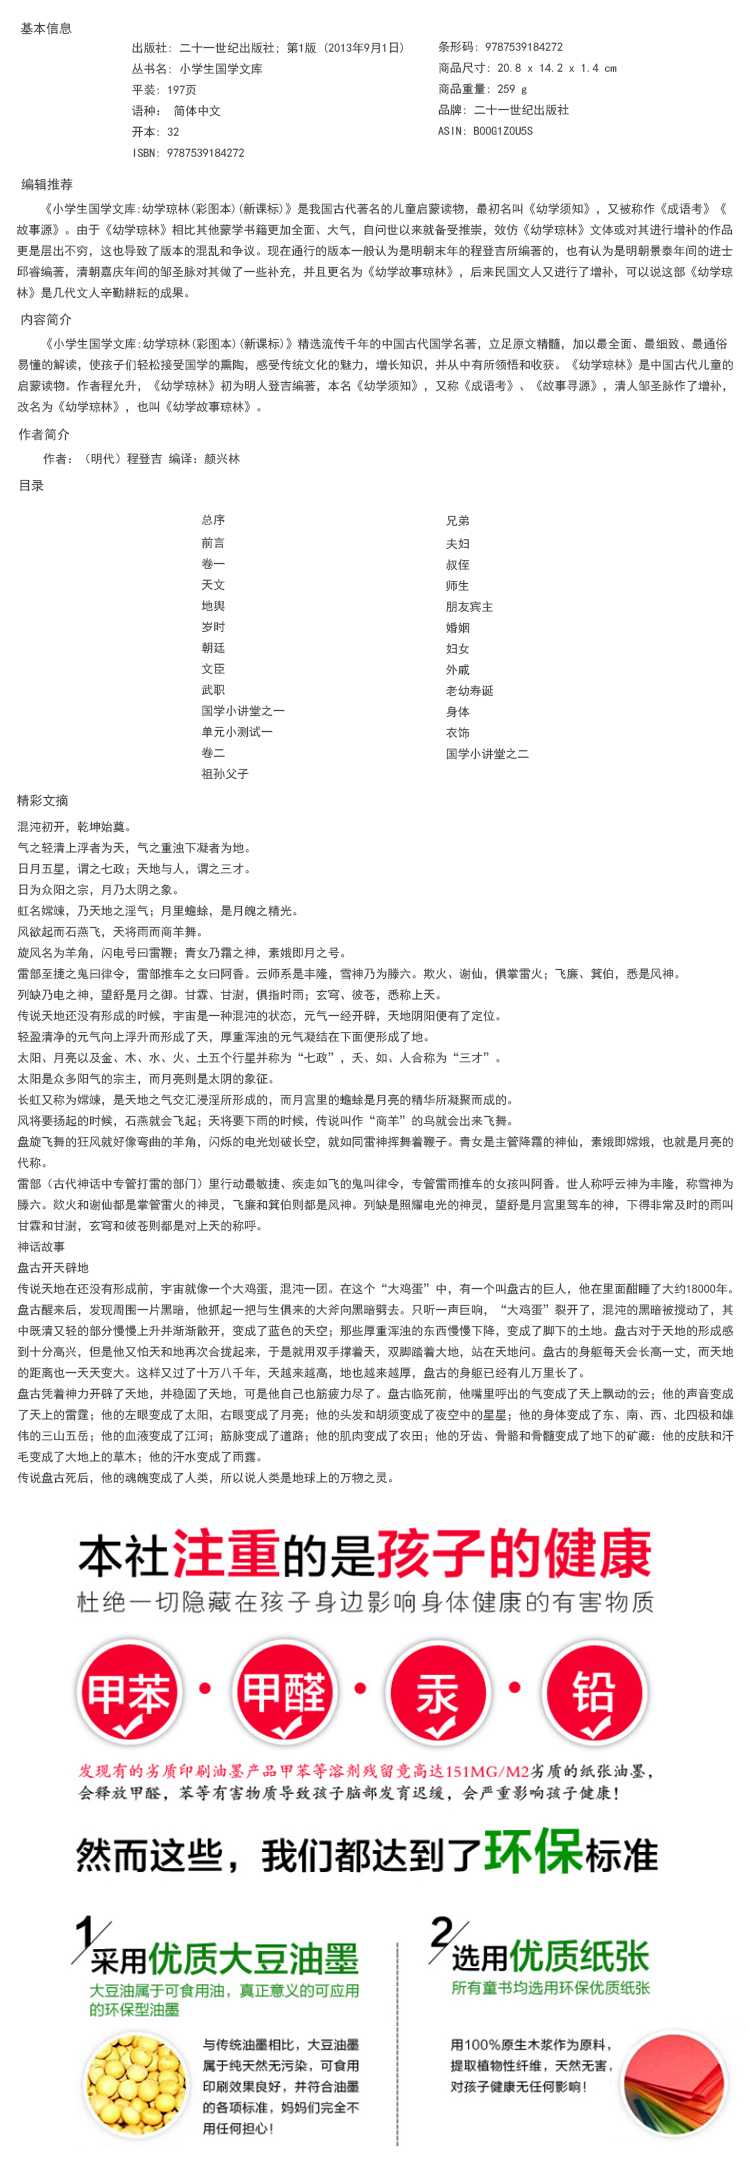 基本信息
出版社: 二十一世纪出版社; 第1版 (2013年9月1日)
丛书名: 小学生国学文库
平装: 197页
语种： 简体中文
开本: 32
ISBN: 9787539184272
条形码: 9787539184272
商品尺寸: 20.8 x 14.2 x 1.4 cm
商品重量: 259 g
品牌: 二十一世纪出版社
ASIN: B00G1ZOU5S
编辑推荐
《小学生国学文库:幼学琼林(彩图本)(新课标)》是我国古代著名的儿童启蒙读物，最初名叫《幼学须知》，又被称作《成语考》《
故事源》。由于《幼学琼林》相比其他蒙学书籍更加全面、大气，自问世以来就备受推崇，效仿《幼学琼林》文体或对其进行增补的作品
更是层出不穷，这也导致了版本的混乱和争议。现在通行的版本一般认为是明朝末年的程登吉所编著的，也有认为是明朝景泰年间的进士
邱睿编著，清朝嘉庆年间的邹圣脉对其做了一些补充，并且更名为《幼学故事琼林》，后来民国文人又进行了增补，可以说这部《幼学琼
林》是几代文人辛勤耕耘的成果。
内容简介
《小学生国学文库:幼学琼林(彩图本)(新课标)》精选流传千年的中国古代国学名著，立足原文精髓，加以最全面、最细致、最通俗
易懂的解读，使孩子们轻松接受国学的熏陶，感受传统文化的魅力，增长知识，并从中有所领悟和收获。《幼学琼林》是中国古代儿童的
启蒙读物。作者程允升，《幼学琼林》初为明人登吉编著，本名《幼学须知》，又称《成语考》、《故事寻源》，清人邹圣脉作了增补，
改名为《幼学琼林》，也叫《幼学故事琼林》。
作者简介
作者：（明代）程登吉 编译：颜兴林
目录
总序
前言
卷一
天文
地舆
岁时
朝廷
文臣
武职
国学小讲堂之一
单元小测试一
卷二
祖孙父子
兄弟
夫妇
叔侄
师生
朋友宾主
婚姻
妇女
外戚
老幼寿诞
身体
衣饰
国学小讲堂之二
精彩文摘
混沌初开，乾坤始奠。
气之轻清上浮者为天，气之重浊下凝者为地。
日月五星，谓之七政；天地与人，谓之三才。
日为众阳之宗，月乃太阴之象。
虹名嫦竦，乃天地之淫气；月里蟾蜍，是月魄之精光。
风欲起而石燕飞，天将雨而商羊舞。
旋风名为羊角，闪电号曰雷鞭；青女乃霜之神，素娥即月之号。
雷部至捷之鬼曰律令，雷部推车之女曰阿香。云师系是丰隆，雪神乃为滕六。欺火、谢仙，俱掌雷火；飞廉、箕伯，悉是风神。
列缺乃电之神，望舒是月之御。甘霖、甘澍，俱指时雨；玄穹、彼苍，悉称上天。
传说天地还没有形成的时候，宇宙是一种混沌的状态，元气一经开辟，天地阴阳便有了定位。
轻盈清净的元气向上浮升而形成了天，厚重浑浊的元气凝结在下面便形成了地。
太阳、月亮以及金、木、水、火、土五个行星并称为“七政”，夭、如、人合称为“三才”。
太阳是众多阳气的宗主，而月亮则是太阴的象征。
长虹又称为嫦竦，是天地之气交汇浸淫所形成的，而月宫里的蟾蜍是月亮的精华所凝聚而成的。
风将要扬起的时候，石燕就会飞起；天将要下雨的时候，传说叫作“商羊”的鸟就会出来飞舞。
盘旋飞舞的狂风就好像弯曲的羊角，闪烁的电光划破长空，就如同雷神挥舞着鞭子。青女是主管降霜的神仙，素娥即嫦娥，也就是月亮的
代称。
雷部（古代神话中专管打雷的部门）里行动最敏捷、疾走如飞的鬼叫律令，专管雷雨推车的女孩叫阿香。世人称呼云神为丰隆，称雪神为
滕六。欻火和谢仙都是掌管雷火的神灵，飞廉和箕伯则都是风神。列缺是照耀电光的神灵，望舒是月宫里驾车的神，下得非常及时的雨叫
甘霖和甘澍，玄穹和彼苍则都是对上天的称呼。
神话故事
盘古开天辟地
传说天地在还没有形成前，宇宙就像一个大鸡蛋，混沌一团。在这个“大鸡蛋”中，有一个叫盘古的巨人，他在里面酣睡了大约18000年。
盘古醒来后，发现周围一片黑暗，他抓起一把与生俱来的大斧向黑暗劈去。只听一声巨响，“大鸡蛋”裂开了，混沌的黑暗被搅动了，其
中既清又轻的部分慢慢上升并渐渐散开，变成了蓝色的天空；那些厚重浑浊的东西慢慢下降，变成了脚下的土地。盘古对于天地的形成感
到十分高兴，但是他又怕天和地再次合拢起来，于是就用双手撑着天，双脚踏着大地，站在天地问。盘古的身躯每天会长高一丈，而天地
的距离也一天天变大。这样又过了十万八千年，天越来越高，地也越来越厚，盘古的身躯已经有几万里长了。
盘古凭着神力开辟了天地，并稳固了天地，可是他自己也筋疲力尽了。盘古临死前，他嘴里呼出的气变成了天上飘动的云；他的声音变成
了天上的雷霆；他的左眼变成了太阳，右眼变成了月亮；他的头发和胡须变成了夜空中的星星；他的身体变成了东、南、西、北四极和雄
伟的三山五岳；他的血液变成了江河；筋脉变成了道路；他的肌肉变成了农田；他的牙齿、骨骼和骨髓变成了地下的矿藏：他的皮肤和汗
毛变成了大地上的草木；他的汗水变成了雨露。
传说盘古死后，他的魂魄变成了人类，所以说人类是地球上的万物之灵。
本社注重的是孩子的健康
杜绝一切隐藏在孩子身边影响身体健康的有害物质
甲苯·甲醛·汞·铅
发现有的劣质印刷油墨产品甲苯等溶剂残留竟高达151MG/M2劣质的纸张油墨，
会释放甲醛，苯等有害物质导致孩子脑部发育迟缓，会严重影响孩子健康！
然而这些，我们都达到了环保标准
1 采用优质大豆油墨
大豆油属于可食用油，真正意义的可应用
的环保型油墨
与传统油墨相比，大豆油墨
属于纯天然无污染，可食用
印刷效果良好，并符合油墨
的各项标准，妈妈们完全不
用任何担心！
2 选用优质纸张
所有童书均选用环保优质纸张
用100%原生木浆作为原料，
提取植物性纤维，天然无害，
对孩子健康无任何影响！